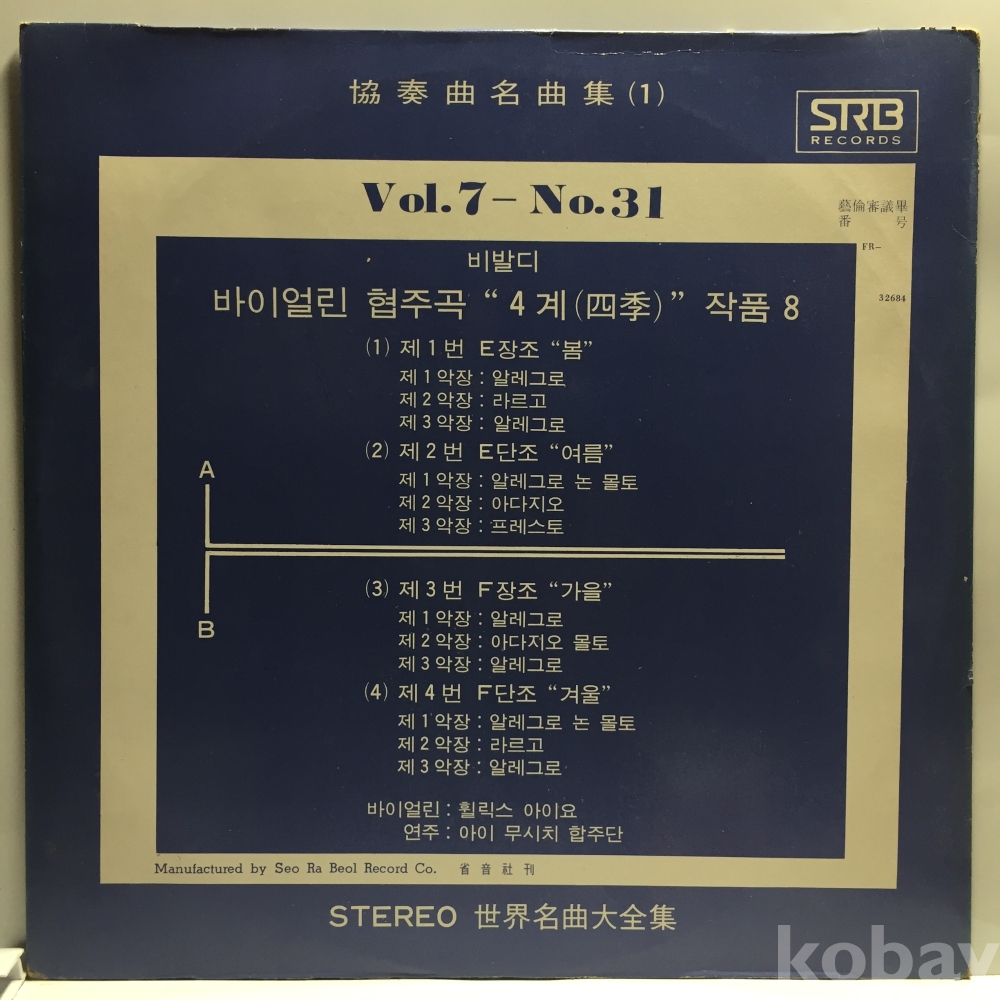 協奏曲名曲集(1)
SRB
RECORDS
Vol.7-No.31
藝倫審議畢
番 号
FR-
32684
비발디
바이얼린 협주곡 “4계(四季)” 작품 8
(1) 제1번 E장조 “봄”
제1악장 : 알레그로
제2악장 : 라르고
제3악장 : 알레그로
(2) 제2번 E단조 “여름”
제1악장 : 알레그로 논 몰토
제2악장 : 아다지오
제3악장 : 프레스토
A
B
(3) 제3번 F장조 “가을”
제1악장 : 알레그로
제2악장 : 아다지오 몰토
제3악장 : 알레그로
(4) 제4번 F단조 “겨울”
제1악장 : 알레그로 논 몰토
제2악장 : 라르고
제3악장 : 알레그로
바이얼린 : 휠릭스 아이요
연주 : 아이 무시치 합주단
Manufactured by Seo Ra Beol Record Co. 省音社刊
STEREO 世界名曲大全集
kobay